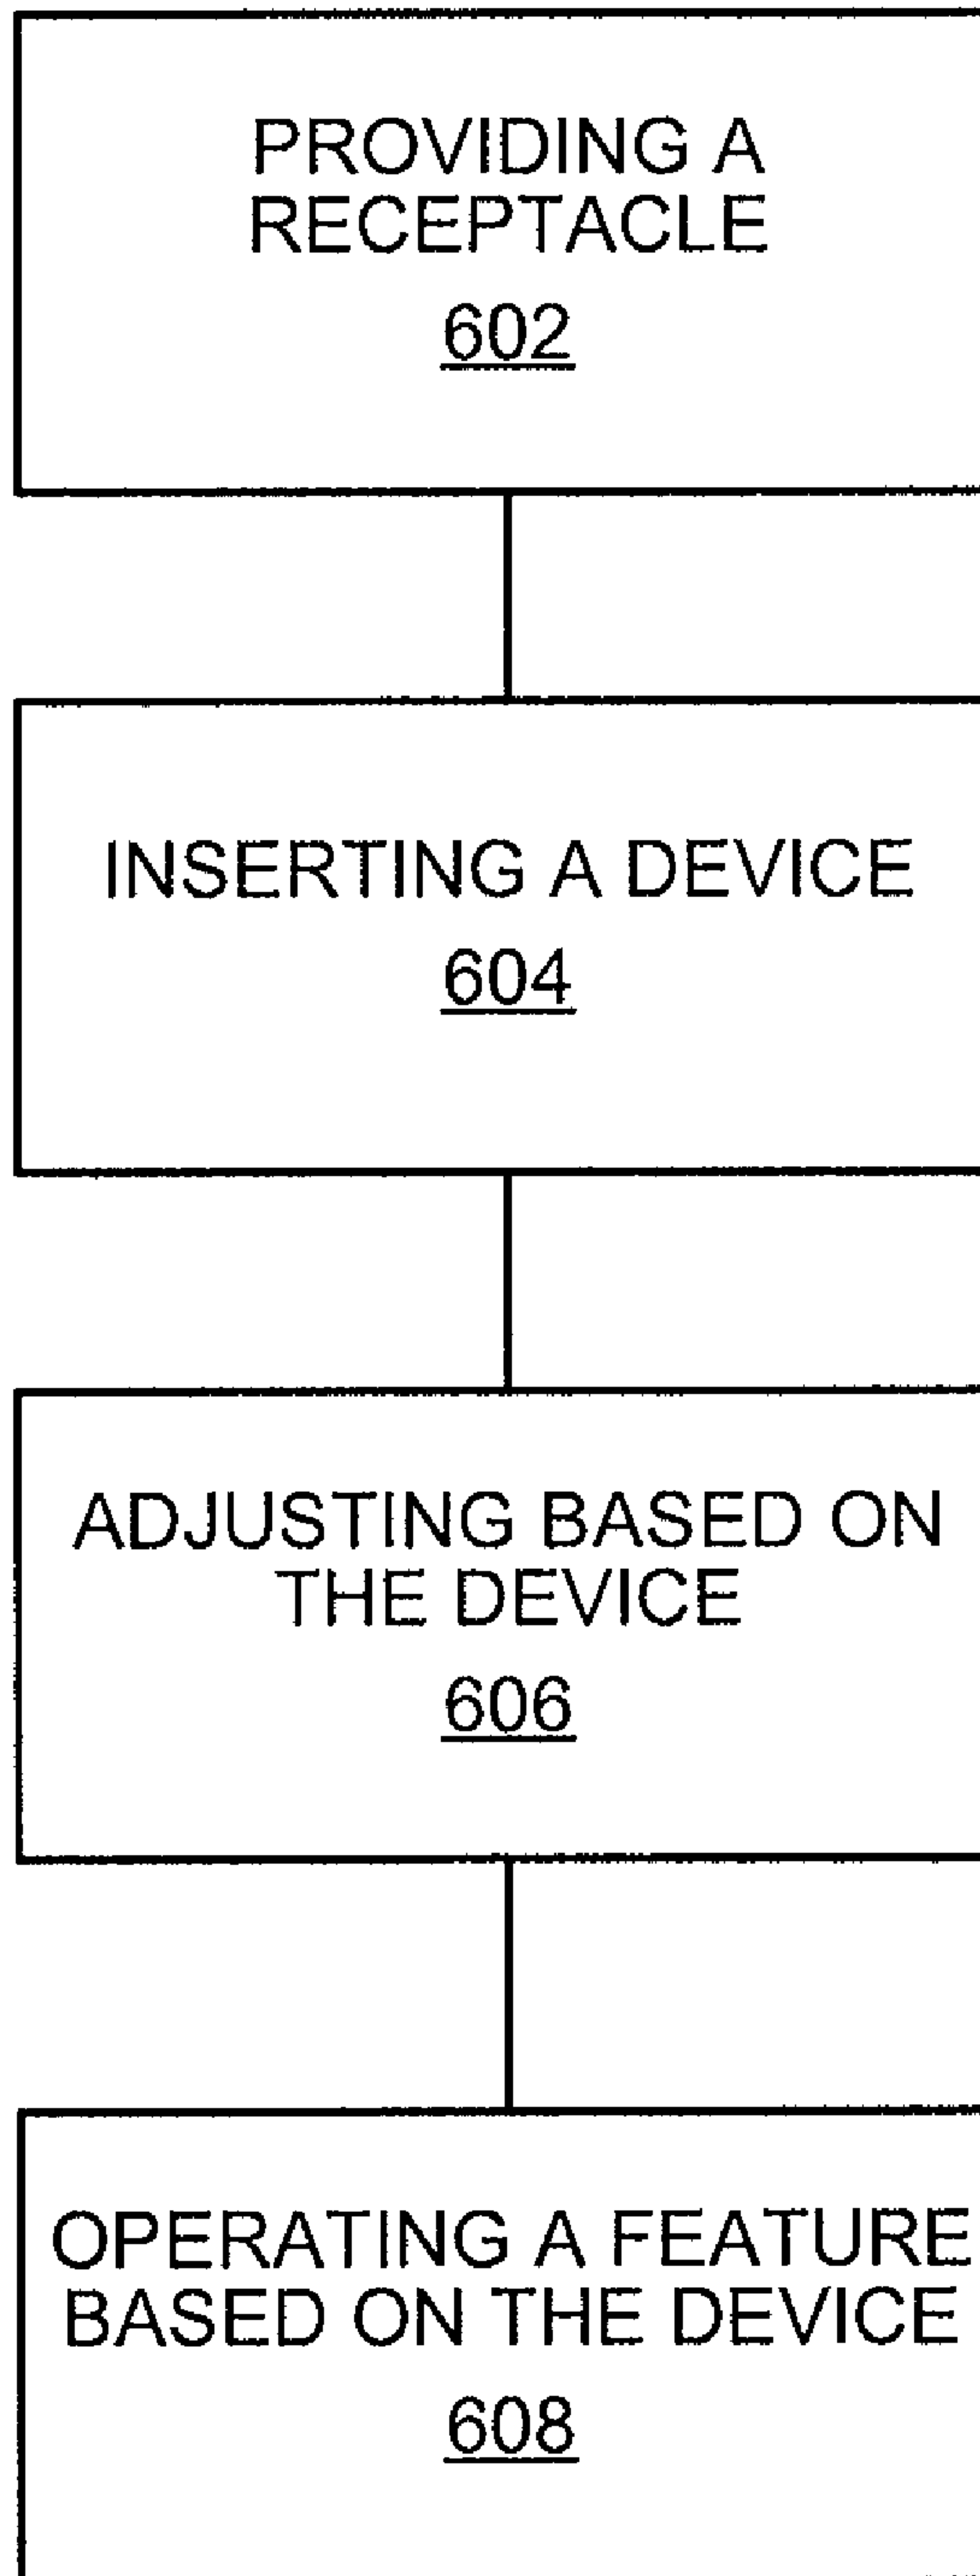 PROVIDING A
RECEPTACLE
602
INSERTING A DEVICE
604
ADJUSTING BASED ON
THE DEVICE
606
OPERATING A FEATURE
BASED ON THE DEVICE
608